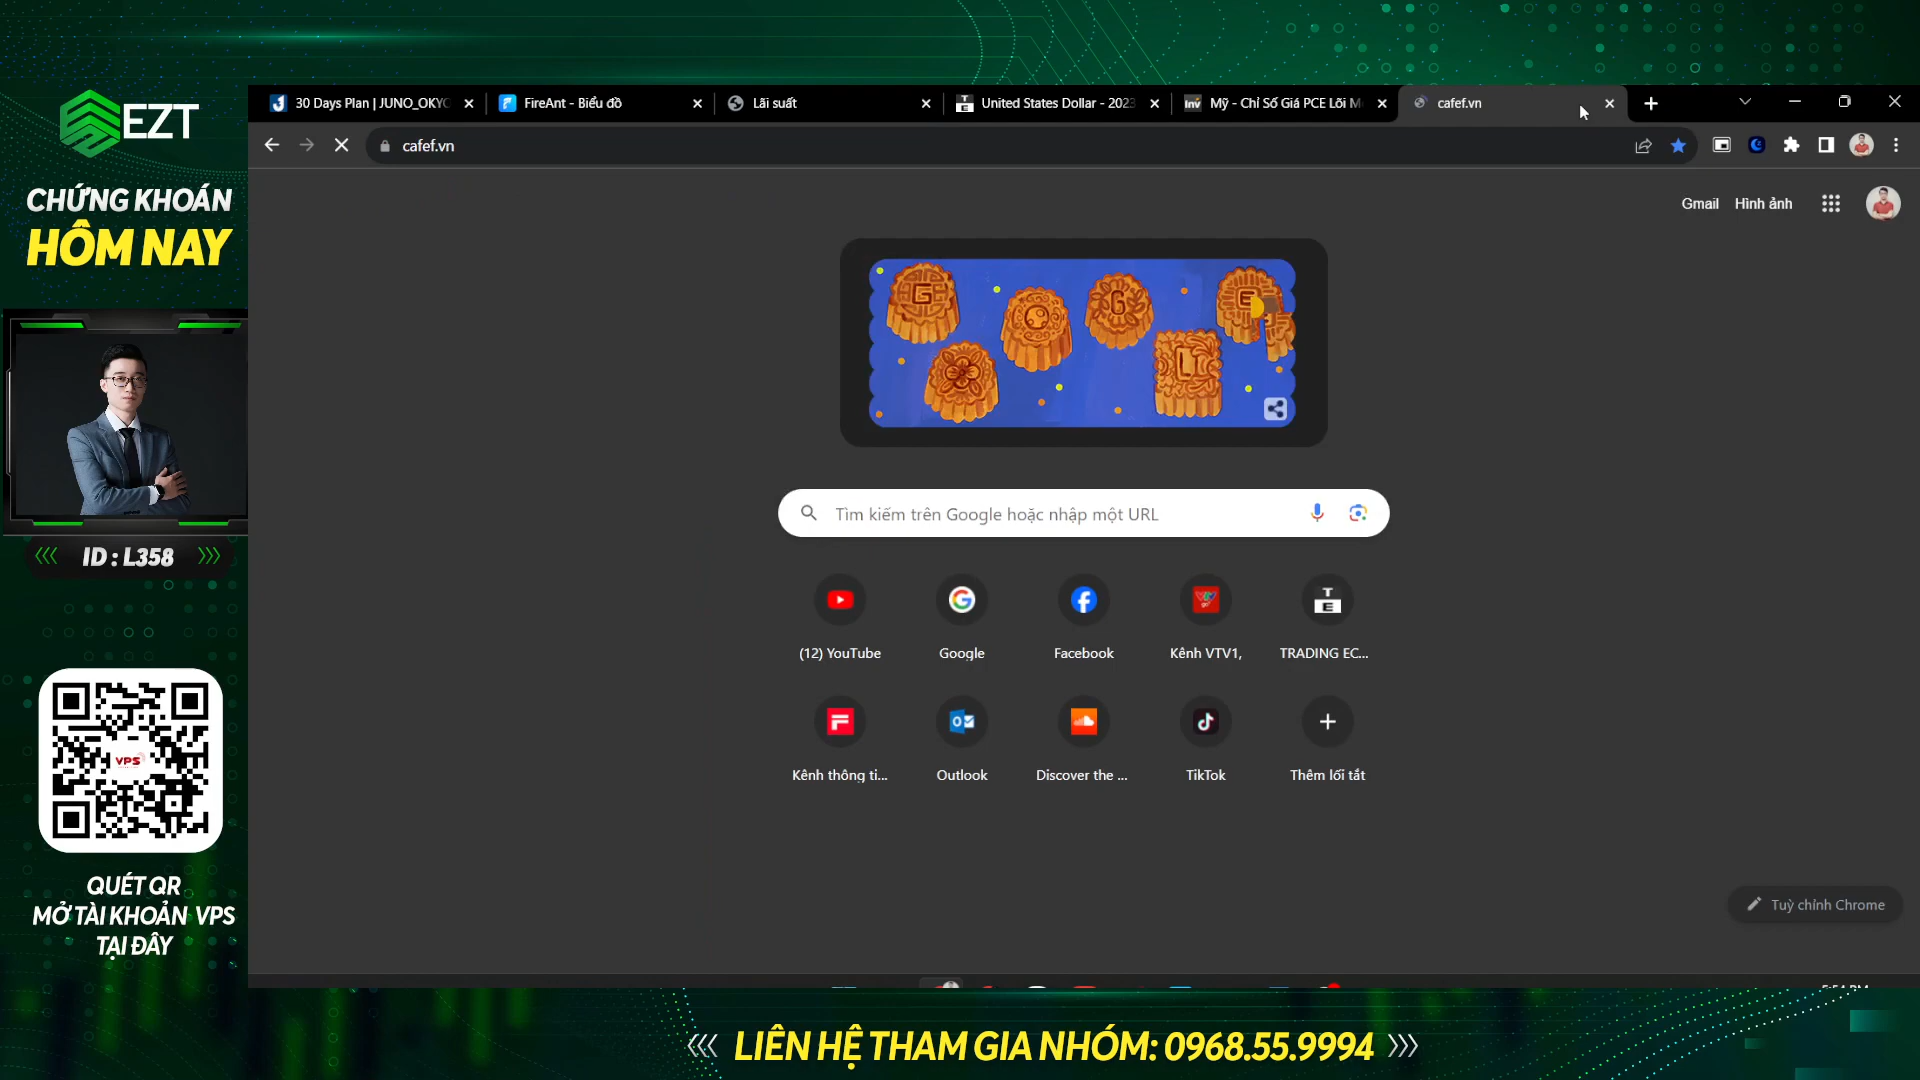 EZT
CHỨNG KHOÁN
HÔM NAY
ID : L358
VPS
QUÉT QR
MỞ TÀI KHOẢN VPS
TẠI ĐÂY
30 Days Plan | JUNO_OKYO
FireAnt - Biểu đồ
Lãi suất
United States Dollar - 2023
Inv Mỹ - Chỉ Số Giá PCE Lõi M
cafef.vn
cafef.vn
Gmail Hình ảnh
G O G L E
Tìm kiếm trên Google hoặc nhập một URL
T
E
(12) YouTube
Google
Facebook
Kênh VTV1,
TRADING EC...
Kênh thông ti...
Outlook
Discover the ...
TikTok
Thêm lối tắt
Tuỳ chỉnh Chrome
LIÊN HỆ THAM GIA NHÓM: 0968.55.9994